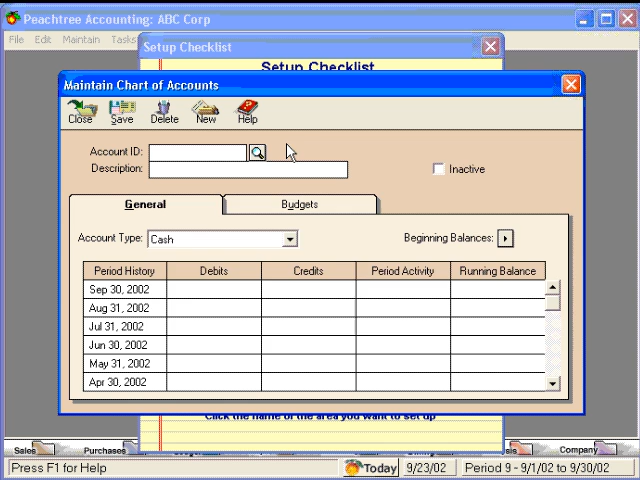 Peachtree Accounting: ABC Corp
File Edit Maintain Tasks
Setup Checklist
Setup Checklist
Maintain Chart of Accounts
Close Save Delete New Help
Account ID:
Description: Inactive
General Budgets
Account Type: Cash Beginning Balances:
Period History Debits Credits Period Activity Running Balance
Sep 30, 2002
Aug 31, 2002
Jul 31, 2002
Jun 30, 2002
May 31, 2002
Apr 30, 2002
Click the name of the area you want to set up
Sales Purchases Company
Press F1 for Help Today 9/23/02 Period 9 - 9/1/02 to 9/30/02